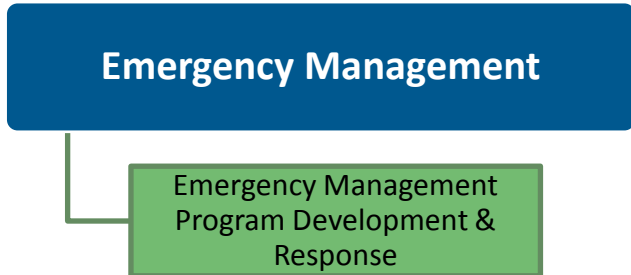 Emergency Management
Emergency Management
Program Development &
Response